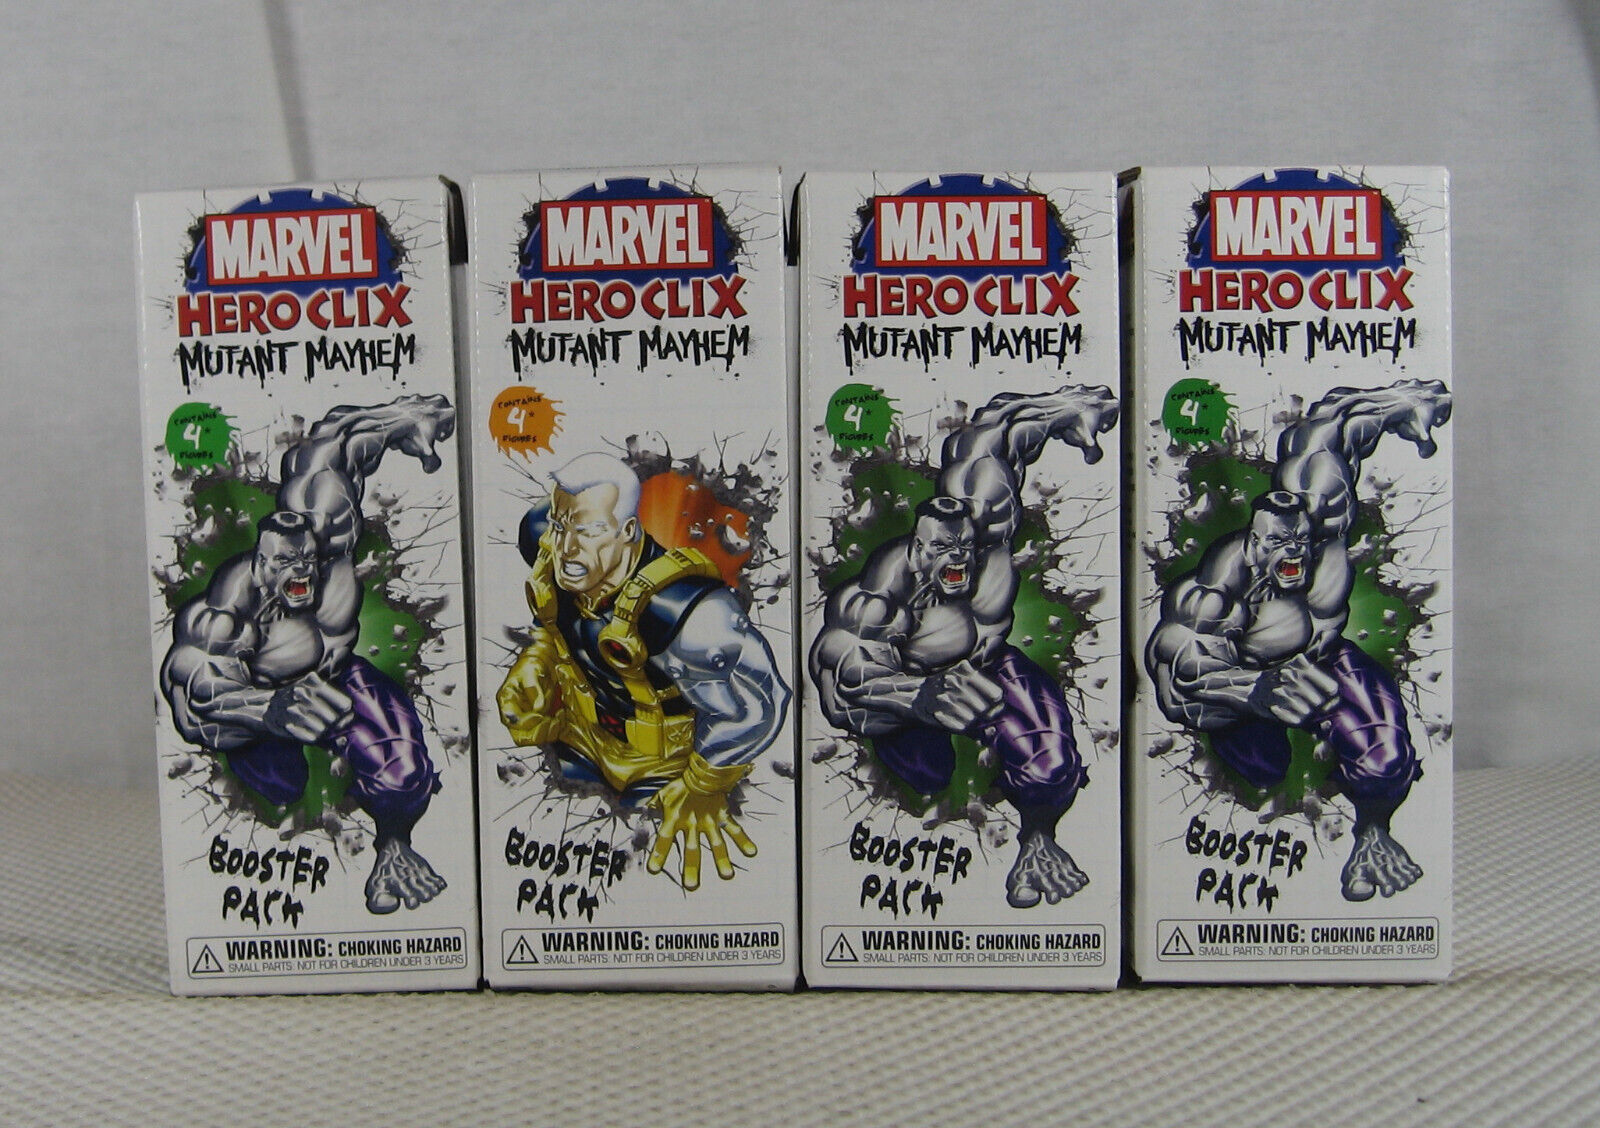 MARVEL
HEROCLIX
MUTANT MAYHEM
CONTAINS
4*
FIGURES
BOOSTER
PACK
WARNING: CHOKING HAZARD
SMALL PARTS. NOT FOR CHILDREN UNDER 3 YEARS
MARVEL
HEROCLIX
MUTANT MAYHEM
CONTAINS
4*
FIGURES
BOOSTER
PACK
WARNING: CHOKING HAZARD
SMALL PARTS. NOT FOR CHILDREN UNDER 3 YEARS
MARVEL
HEROCLIX
MUTANT MAYHEM
CONTAINS
4*
FIGURES
BOOSTER
PACK
WARNING: CHOKING HAZARD
SMALL PARTS. NOT FOR CHILDREN UNDER 3 YEARS
MARVEL
HEROCLIX
MUTANT MAYHEM
CONTAINS
4*
FIGURES
BOOSTER
PACK
WARNING: CHOKING HAZARD
SMALL PARTS. NOT FOR CHILDREN UNDER 3 YEARS